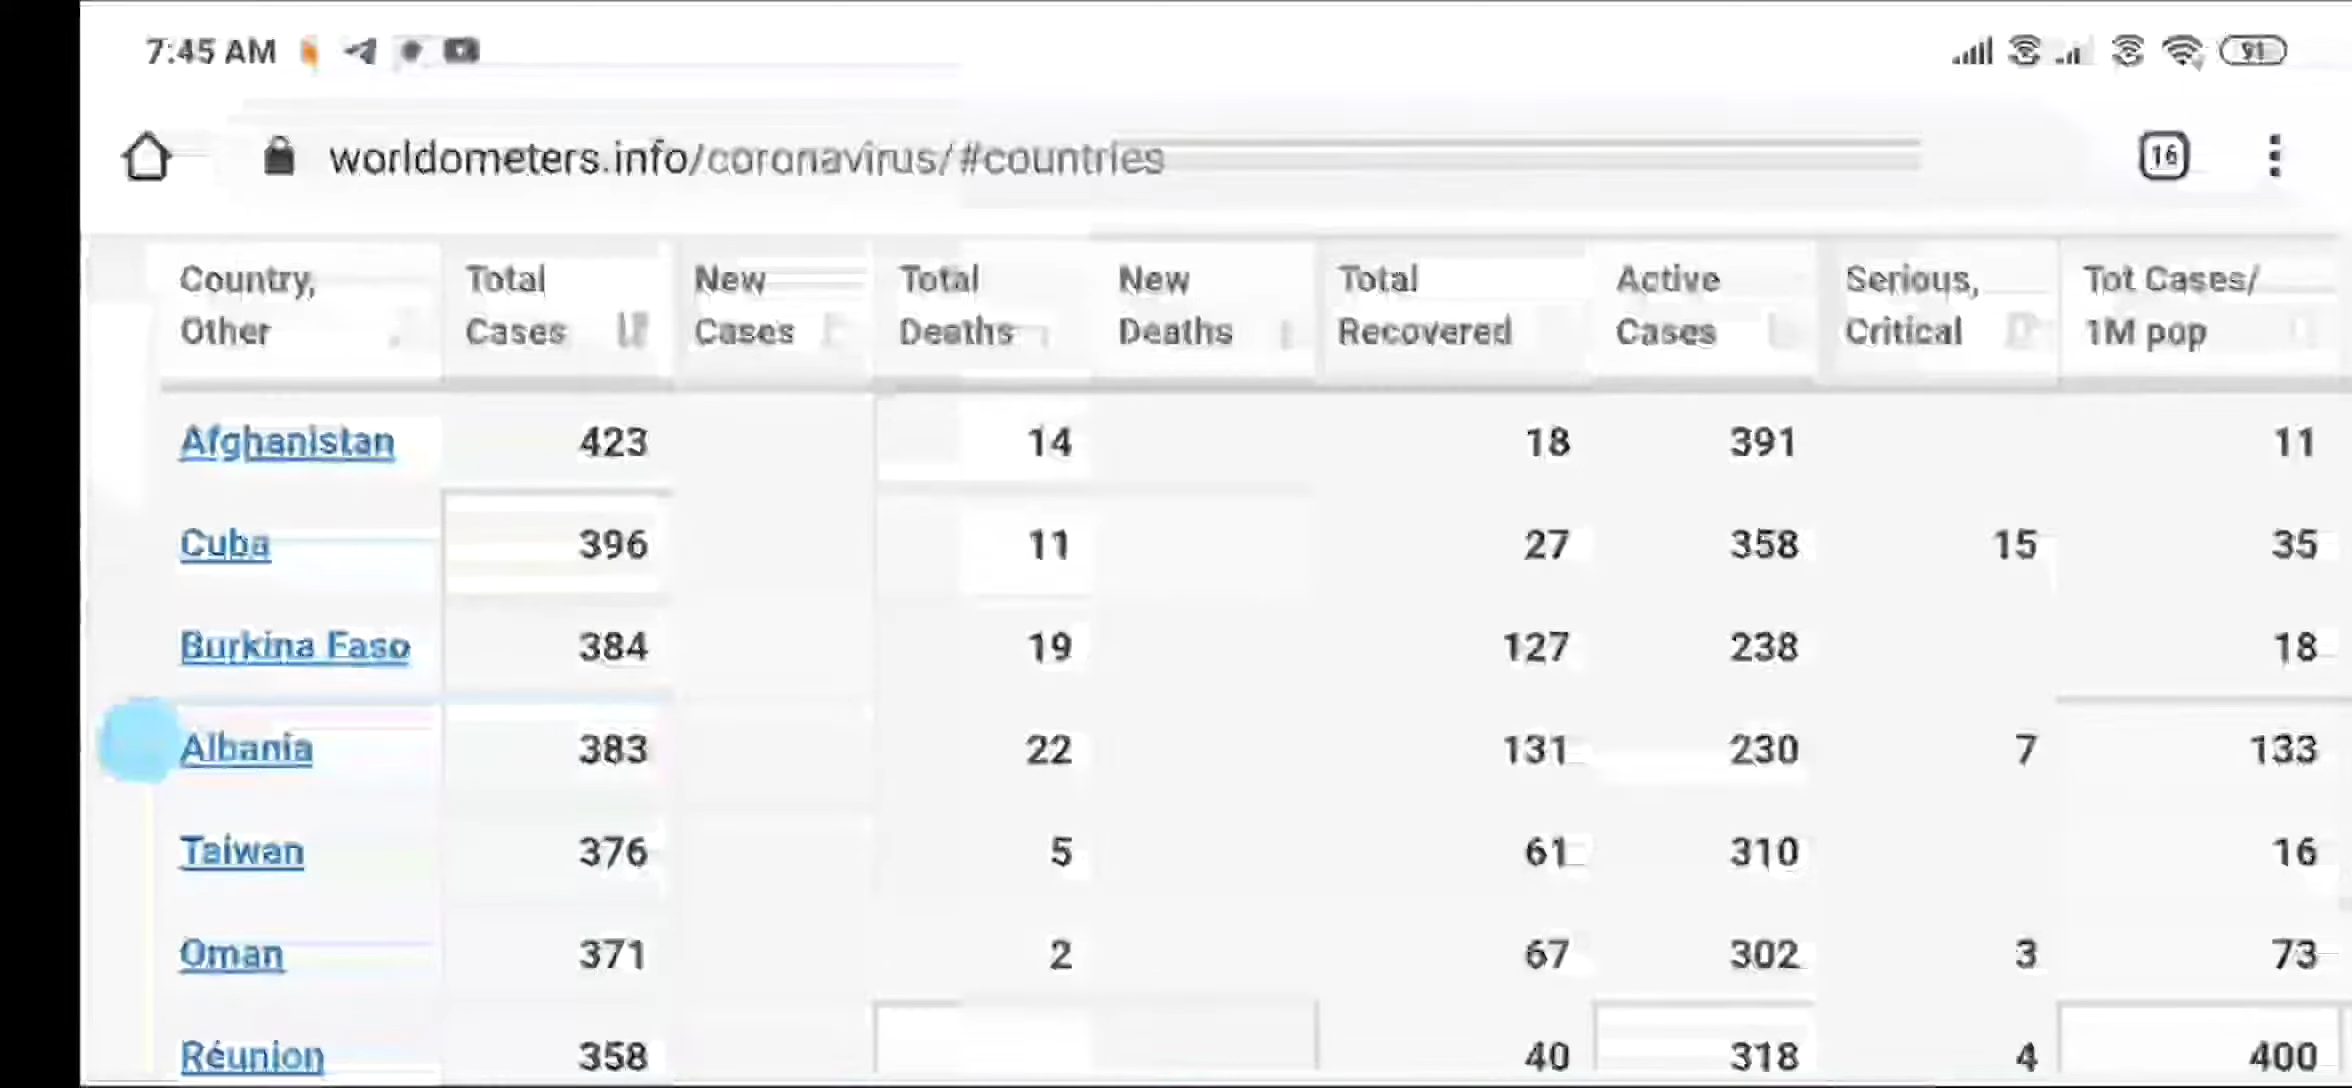 7:45 AM 91
worldometers.info/coronavirus/#countries 16
Country, Other Total Cases New Cases Total Deaths New Deaths Total Recovered Active Cases Serious, Critical Tot Cases/ 1M pop
Afghanistan 423 14 18 391 11
Cuba 396 11 27 358 15 35
Burkina Faso 384 19 127 238 18
Albania 383 22 131 230 7 133
Taiwan 376 5 61 310 16
Oman 371 2 67 302 3 73
Réunion 358 40 318 4 400